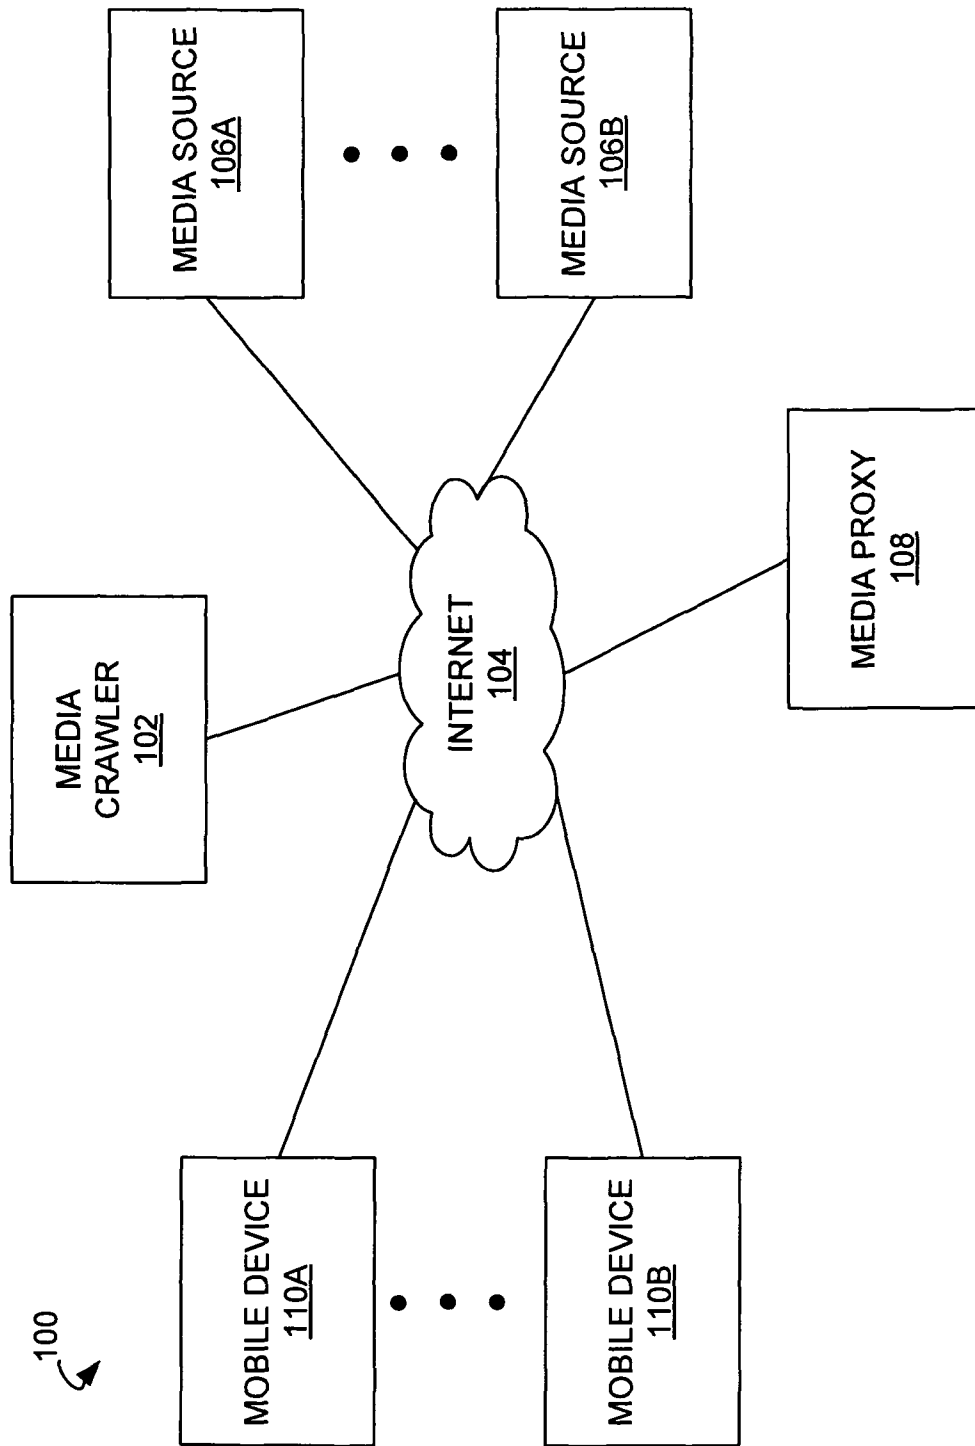 100
MEDIA
CRAWLER
102
MOBILE DEVICE
110A
MOBILE DEVICE
110B
INTERNET
104
MEDIA SOURCE
106A
MEDIA SOURCE
106B
MEDIA PROXY
108